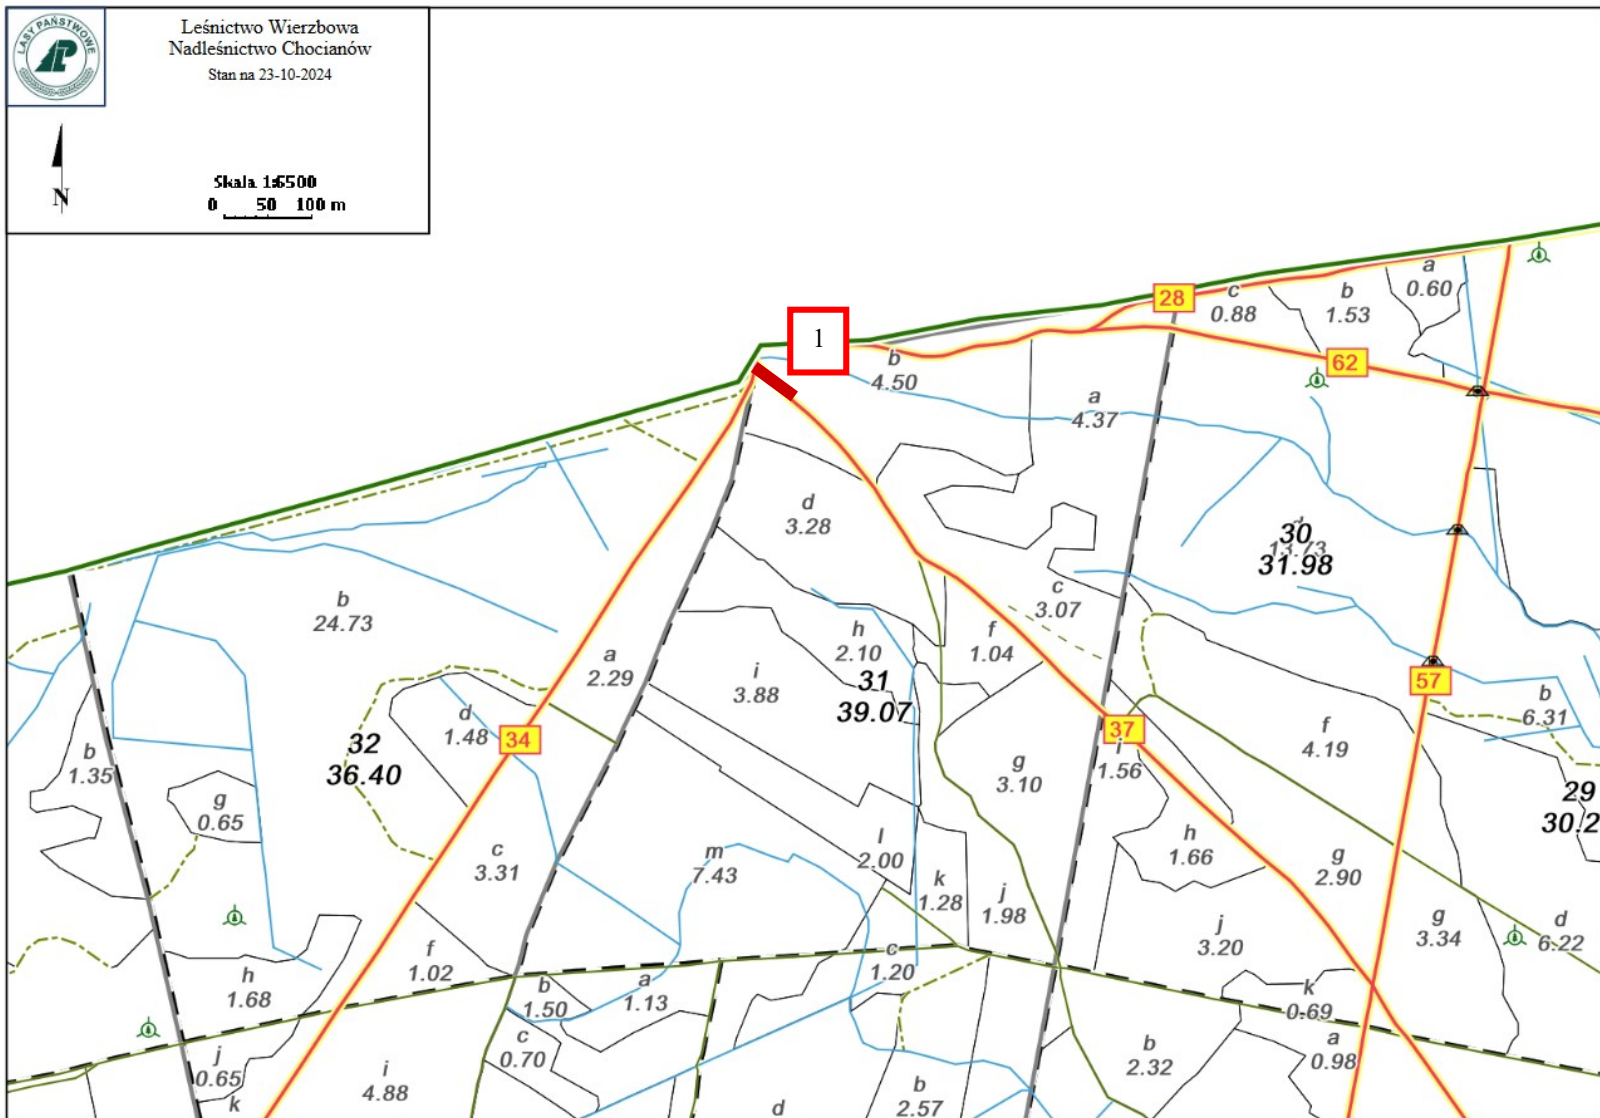 LASY PAŃSTWOWE
Leśnictwo Wierzbowa
Nadleśnictwo Chocianów
Stan na 23-10-2024
Skala 1:6500
0 50 100 m
N
1
28
c
0.88
b
1.53
a
0.60
62
b
4.50
a
4.37
d
3.28
30
13.73
31.98
b
24.73
c
3.07
f
1.04
h
2.10
a
2.29
i
3.88
31
39.07
57
b
6.31
d
1.48
34
37
1.56
f
4.19
32
36.40
b
1.35
g
0.65
g
3.10
29
30.2
h
1.66
l
2.00
m
7.43
c
3.31
k
1.28
j
1.98
g
2.90
g
3.34
d
6.22
j
3.20
f
1.02
h
1.68
c
1.20
a
1.13
b
1.50
k
0.69
c
0.70
a
0.98
b
2.32
j
0.65
i
4.88
k
b
2.57
d